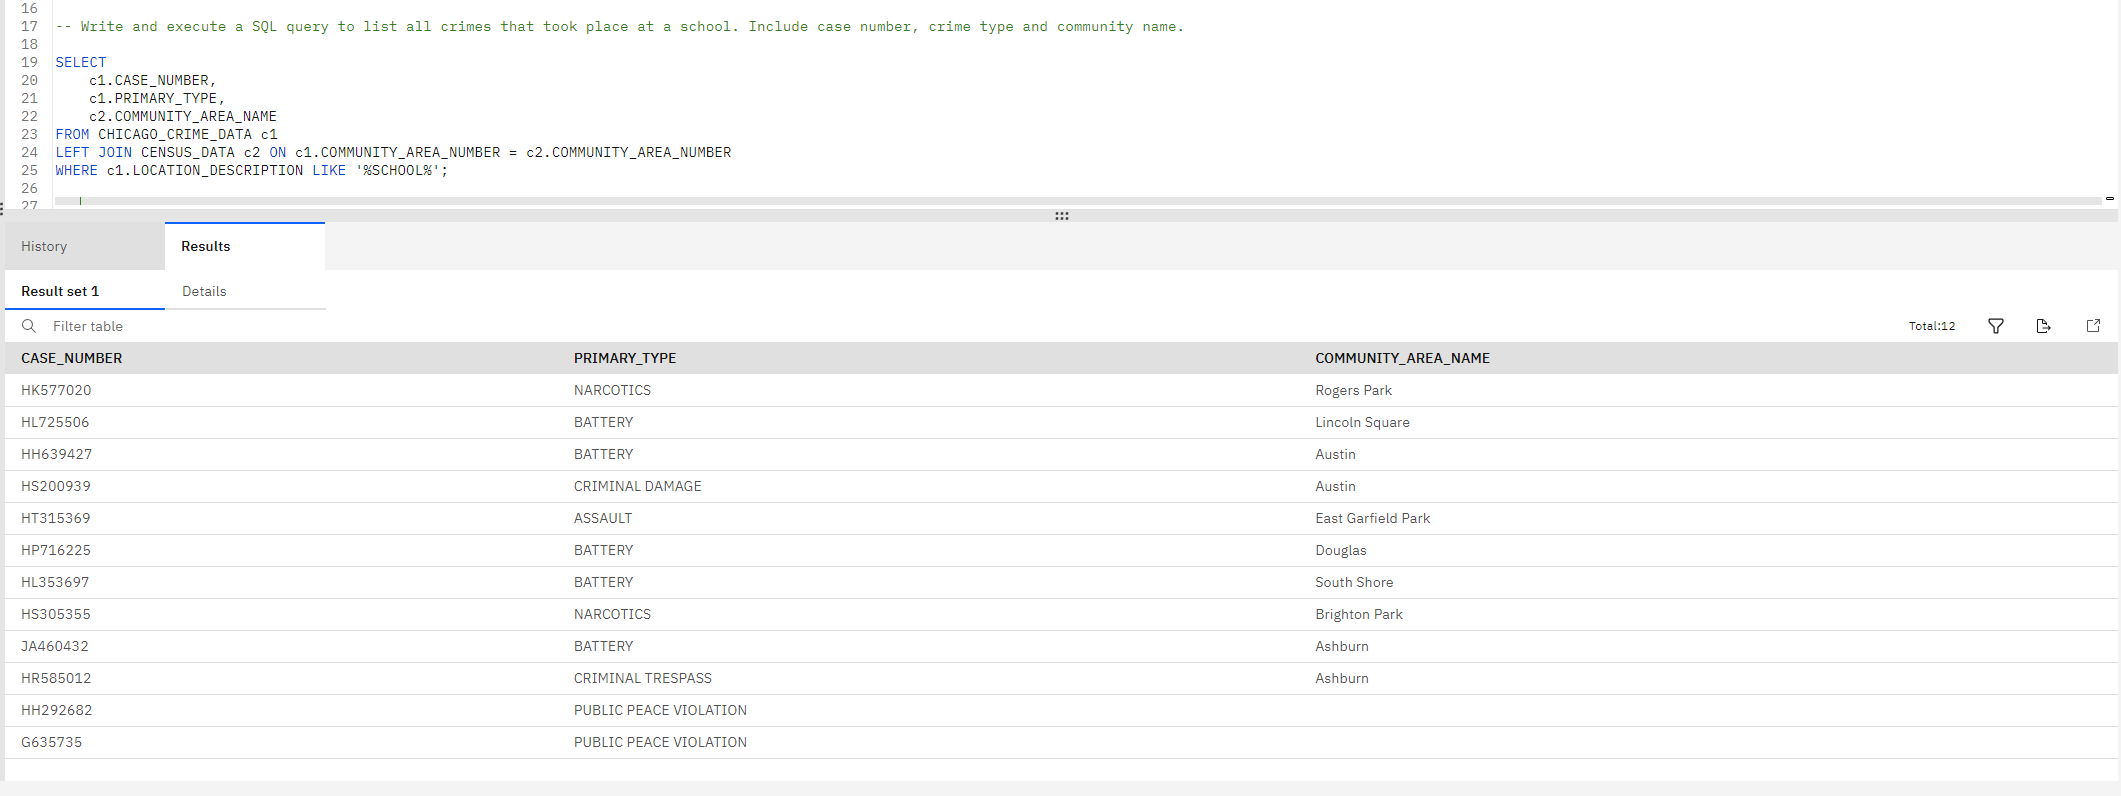 16
17 -- Write and execute a SQL query to list all crimes that took place at a school. Include case number, crime type and community name.
18
19 SELECT
20 c1.CASE_NUMBER,
21 c1.PRIMARY_TYPE,
22 c2.COMMUNITY_AREA_NAME
23 FROM CHICAGO_CRIME_DATA c1
24 LEFT JOIN CENSUS_DATA c2 ON c1.COMMUNITY_AREA_NUMBER = c2.COMMUNITY_AREA_NUMBER
25 WHERE c1.LOCATION_DESCRIPTION LIKE '%SCHOOL%';
26
27
History Results
Result set 1 Details
Filter table Total:12
CASE_NUMBER PRIMARY_TYPE COMMUNITY_AREA_NAME
HK577020 NARCOTICS Rogers Park
HL725506 BATTERY Lincoln Square
HH639427 BATTERY Austin
HS200939 CRIMINAL DAMAGE Austin
HT315369 ASSAULT East Garfield Park
HP716225 BATTERY Douglas
HL353697 BATTERY South Shore
HS305355 NARCOTICS Brighton Park
JA460432 BATTERY Ashburn
HR585012 CRIMINAL TRESPASS Ashburn
HH292682 PUBLIC PEACE VIOLATION
G635735 PUBLIC PEACE VIOLATION